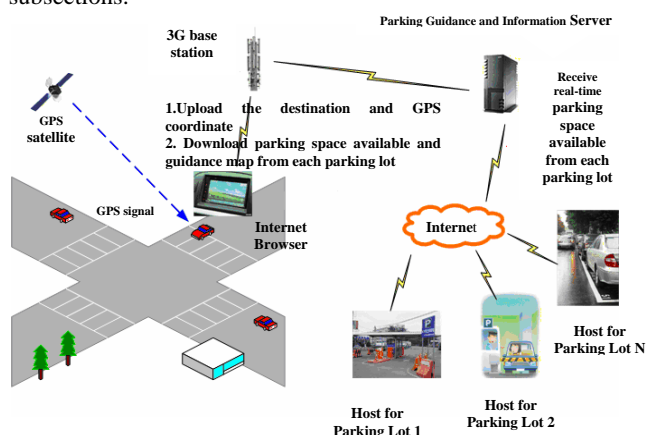 subsections.
Parking Guidance and Information Server
3G base
station
Receive
real-time
parking
space
available
from each
parking lot
1.Upload the destination and GPS
coordinate
2. Download parking space available and
guidance map from each parking lot
GPS
satellite
GPS signal
Internet
Browser
Internet
P
Host for
Parking Lot N
Host for
Parking Lot 1
Host for
Parking Lot 2